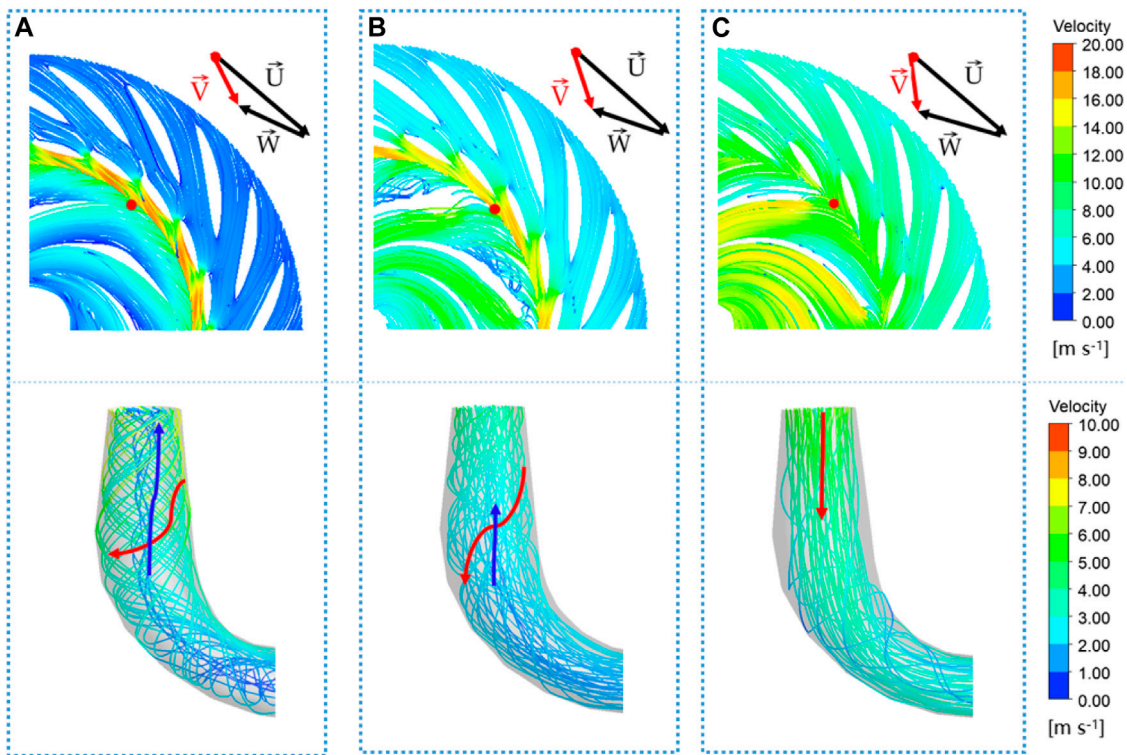 A
B
C
V⃗
U⃗
W⃗
V⃗
U⃗
W⃗
V⃗
U⃗
W⃗
Velocity
20.00
18.00
16.00
14.00
12.00
10.00
8.00
6.00
4.00
2.00
0.00
[m s⁻¹]
Velocity
10.00
9.00
8.00
7.00
6.00
5.00
4.00
3.00
2.00
1.00
0.00
[m s⁻¹]